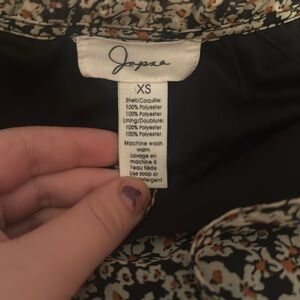 Japna
XS
Shell/Coquille:
100% Polyester
100% Polyester
Lining/Doublure:
100% Polyester
100% Polyester
Machine wash
warm
Lavage en
machine à
l'eau tiède
Use soap or
detergent